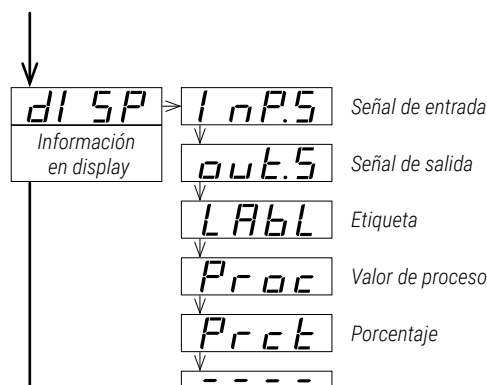 dISP InP.S Señal de entrada
Información
en display
out.S Señal de salida
LAbL Etiqueta
Proc Valor de proceso
Prct Porcentaje
----